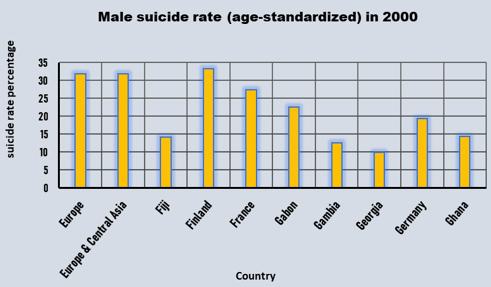 Male suicide rate (age-standardized) in 2000
suicide rate percentage
35
30
25
20
15
10
5
0
Europe
Europe & Central Asia
Fiji
Finland
France
Gabon
Gambia
Georgia
Germany
Ghana
Country